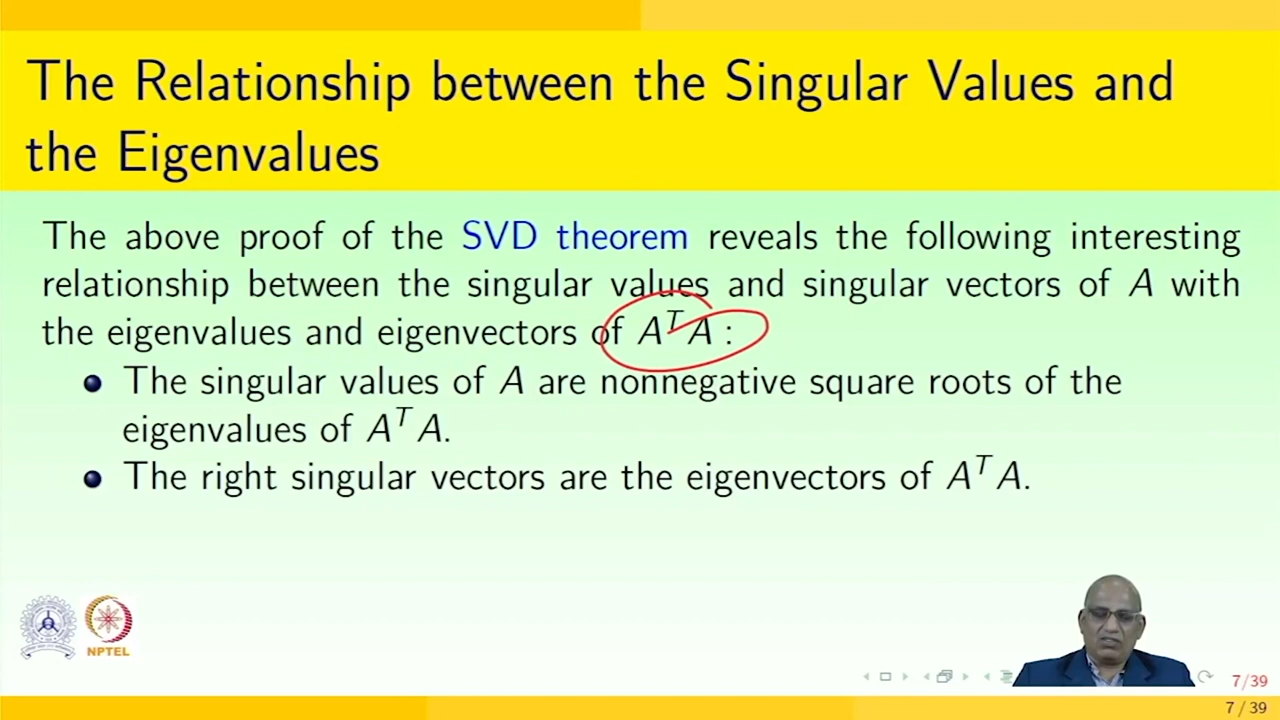 The Relationship between the Singular Values and
the Eigenvalues
The above proof of the SVD theorem reveals the following interesting
relationship between the singular values and singular vectors of A with
the eigenvalues and eigenvectors of AᵀA :
The singular values of A are nonnegative square roots of the
eigenvalues of AᵀA.
The right singular vectors are the eigenvectors of AᵀA.
NPTEL
7/39
7 / 39